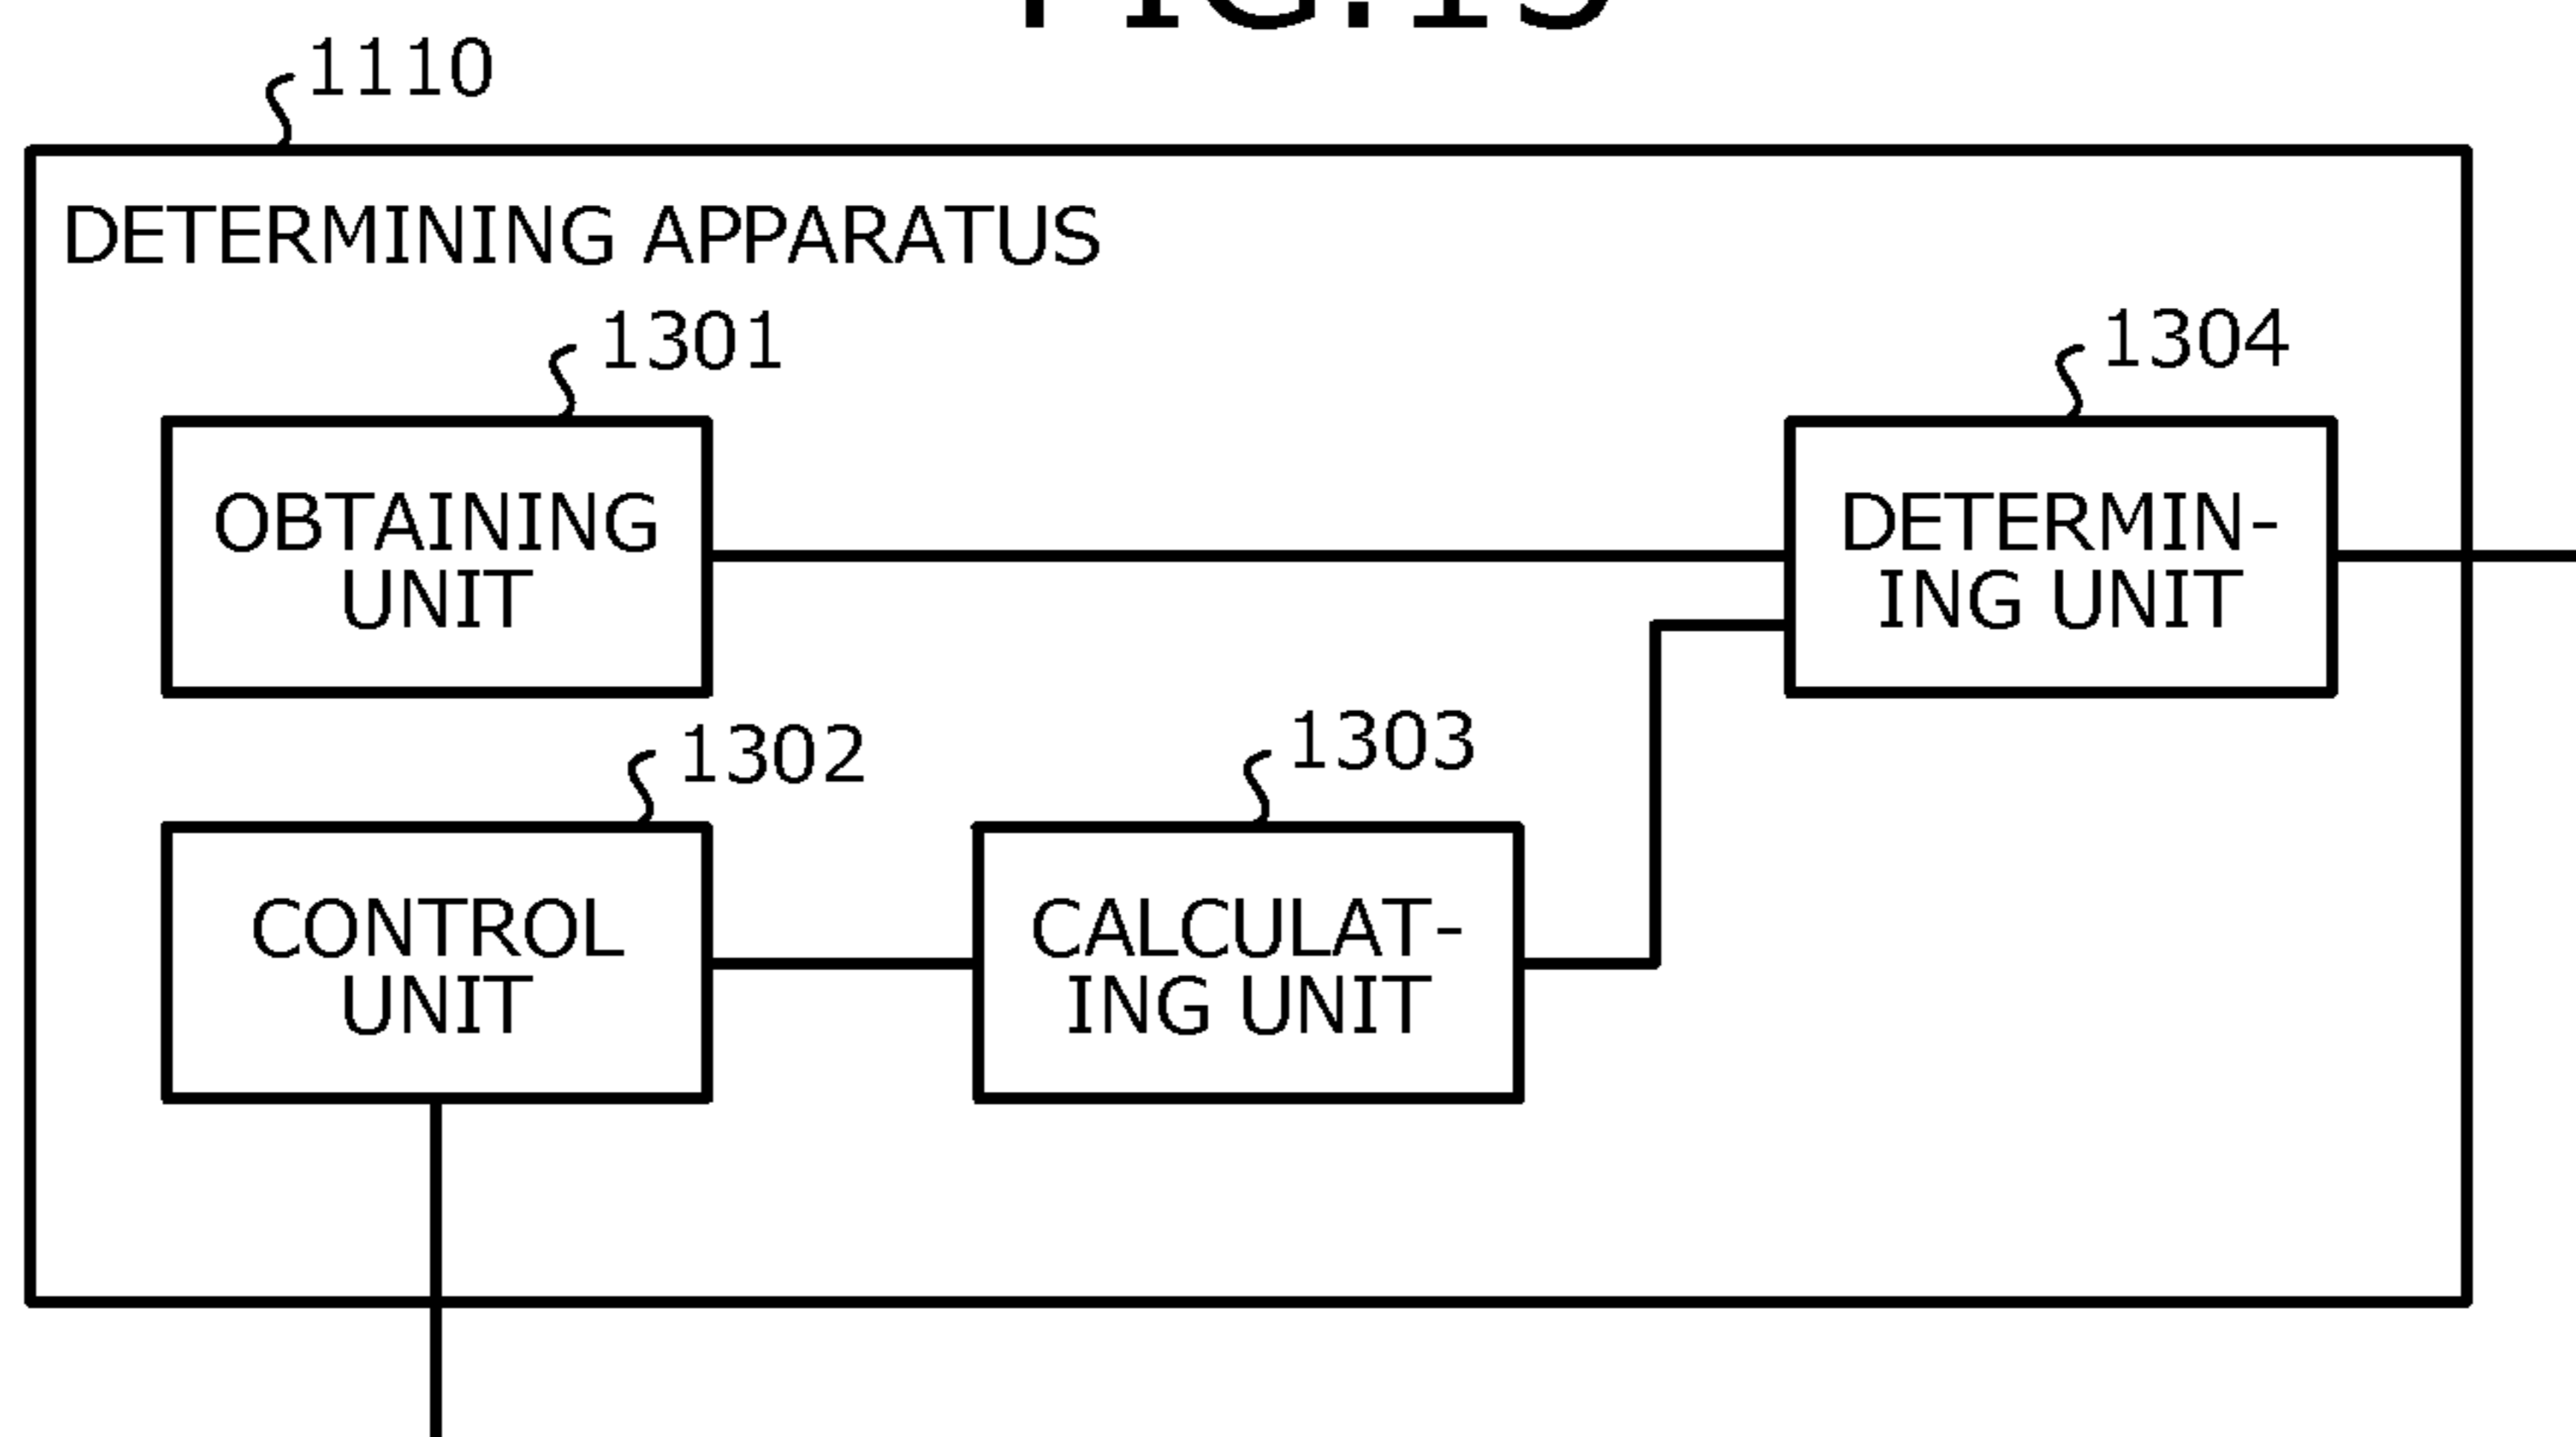 1110
DETERMINING APPARATUS
1301
1304
OBTAINING
UNIT
DETERMIN-
ING UNIT
1302
1303
CONTROL
UNIT
CALCULAT-
ING UNIT